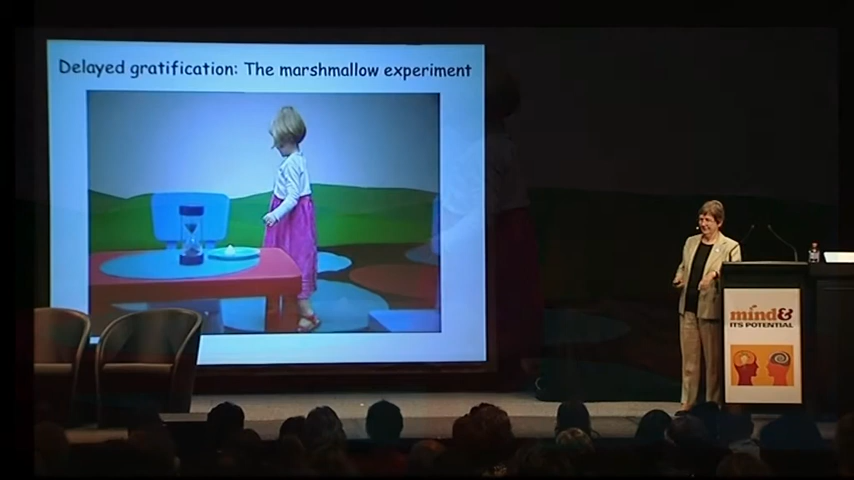 Delayed gratification: The marshmallow experiment
mind&
ITS POTENTIAL